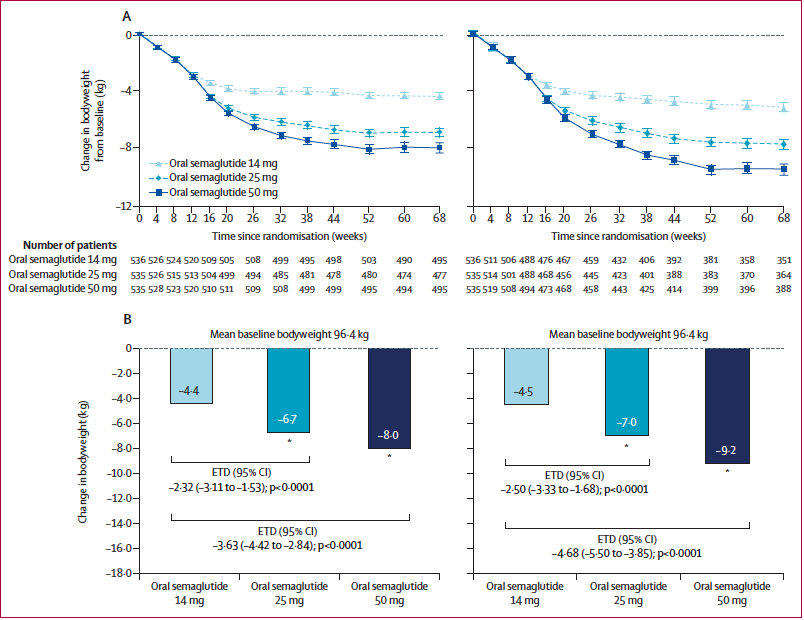 A
0
–4
–8
–12
Change in bodyweight
from baseline (kg)
Oral semaglutide 14 mg
Oral semaglutide 25 mg
Oral semaglutide 50 mg
0 4 8 12 16 20 26 32 38 44 52 60 68
0 4 8 12 16 20 26 32 38 44 52 60 68
Time since randomisation (weeks)
Time since randomisation (weeks)
Number of patients
Oral semaglutide 14 mg 536 526 524 520 509 505 508 499 495 498 503 490 495 536 511 506 488 476 467 459 432 406 392 381 358 351
Oral semaglutide 25 mg 535 526 515 513 504 499 494 485 481 478 480 474 477 535 514 501 488 468 456 445 423 401 388 383 370 364
Oral semaglutide 50 mg 535 528 523 520 510 511 509 508 499 499 495 494 495 535 519 508 494 473 468 458 443 425 414 399 396 388
B
Mean baseline bodyweight 96·4 kg
Mean baseline bodyweight 96·4 kg
0
–2·0
–4·0
–6·0
–8·0
–10·0
–12·0
–14·0
–16·0
–18·0
Change in bodyweight (kg)
–4·4
–6·7
*
–8·0
*
ETD (95% CI)
–2·32 (–3·11 to –1·53); p<0·0001
ETD (95% CI)
–3·63 (–4·42 to –2·84); p<0·0001
–4·5
–7·0
*
–9·2
*
ETD (95% CI)
–2·50 (–3·33 to –1·68); p<0·0001
ETD (95% CI)
–4·68 (–5·50 to –3·85); p<0·0001
Oral semaglutide
14 mg
Oral semaglutide
25 mg
Oral semaglutide
50 mg
Oral semaglutide
14 mg
Oral semaglutide
25 mg
Oral semaglutide
50 mg